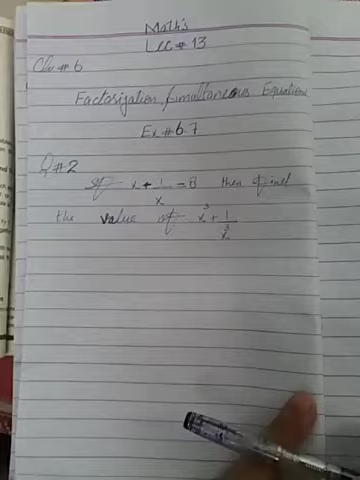 Math's
Lec # 13
Ch # 6
Factorization, Simultaneous Equations
Ex # 6.7
Q # 2
If x + 1/x = 8 then find
the value of x³ + 1/x³